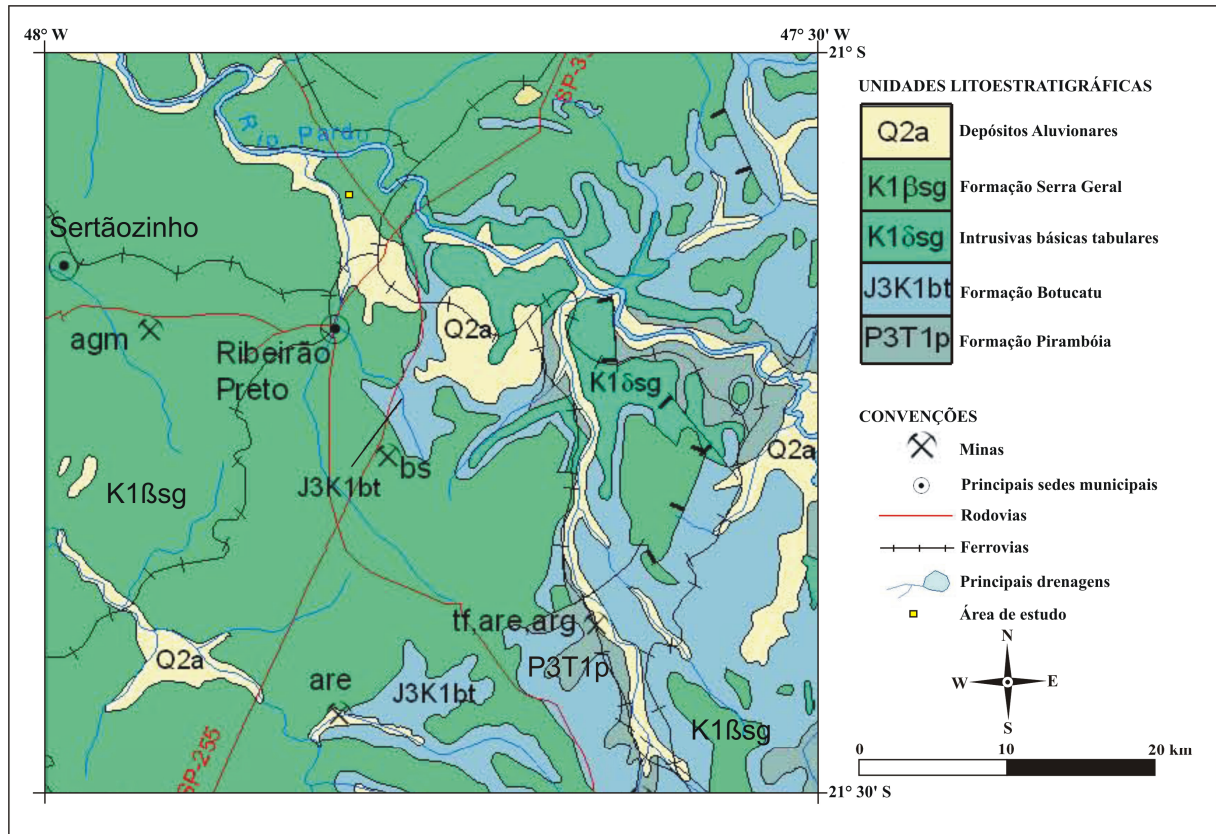 48° W
47° 30' W
21° S
SP-3
Rio Pardo
Sertãozinho
agm
Ribeirão
Preto
Q2a
K1δsg
bs
J3K1bt
Q2a
K1ßsg
tf,are,arg
P3T1p
Q2a
are
J3K1bt
K1ßsg
SP-255
21° 30' S
UNIDADES LITOESTRATIGRÁFICAS
Q2a Depósitos Aluvionares
K1βsg Formação Serra Geral
K1δsg Intrusivas básicas tabulares
J3K1bt Formação Botucatu
P3T1p Formação Pirambóia
CONVENÇÕES
Minas
Principais sedes municipais
Rodovias
Ferrovias
Principais drenagens
Área de estudo
N
W E
S
0 10 20 km